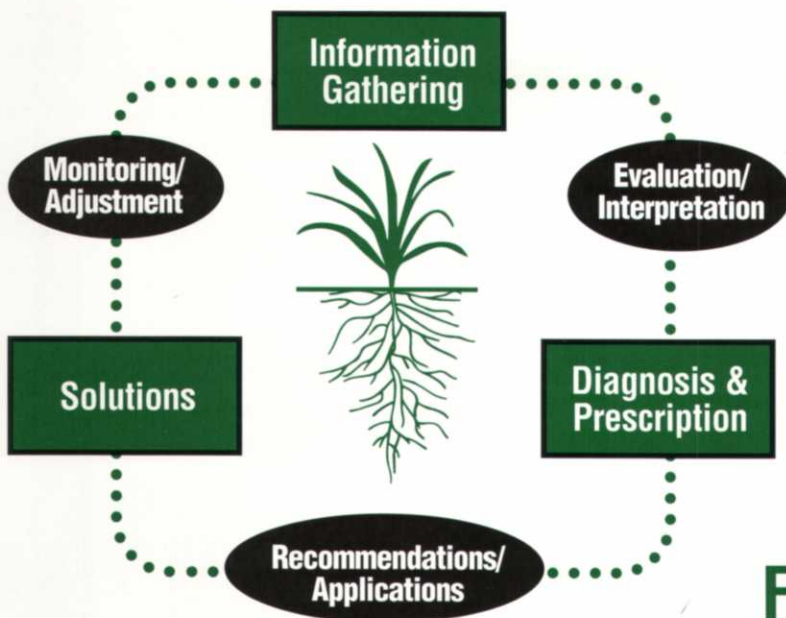 Information
Gathering
Monitoring/
Adjustment
Evaluation/
Interpretation
Solutions
Diagnosis &
Prescription
Recommendations/
Applications